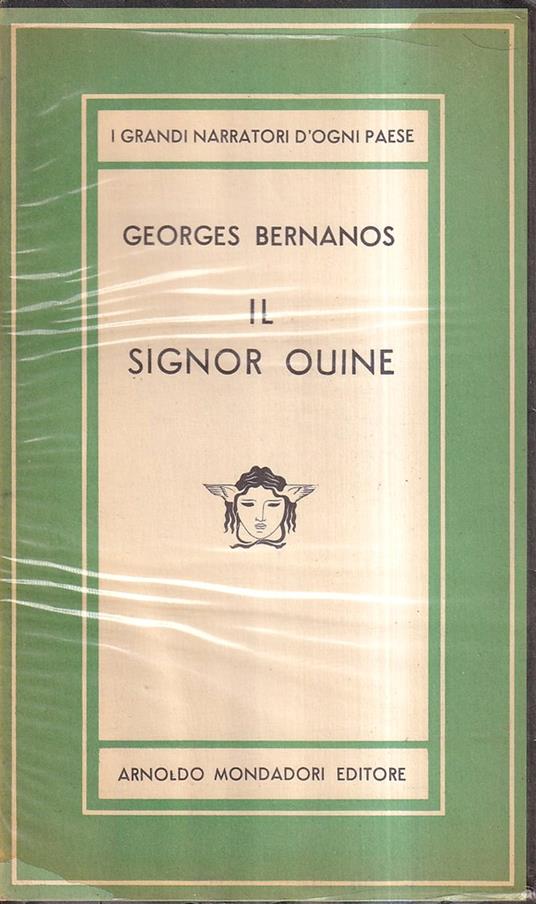 I GRANDI NARRATORI D'OGNI PAESE
GEORGES BERNANOS
IL
SIGNOR OUINE
ARNOLDO MONDADORI EDITORE